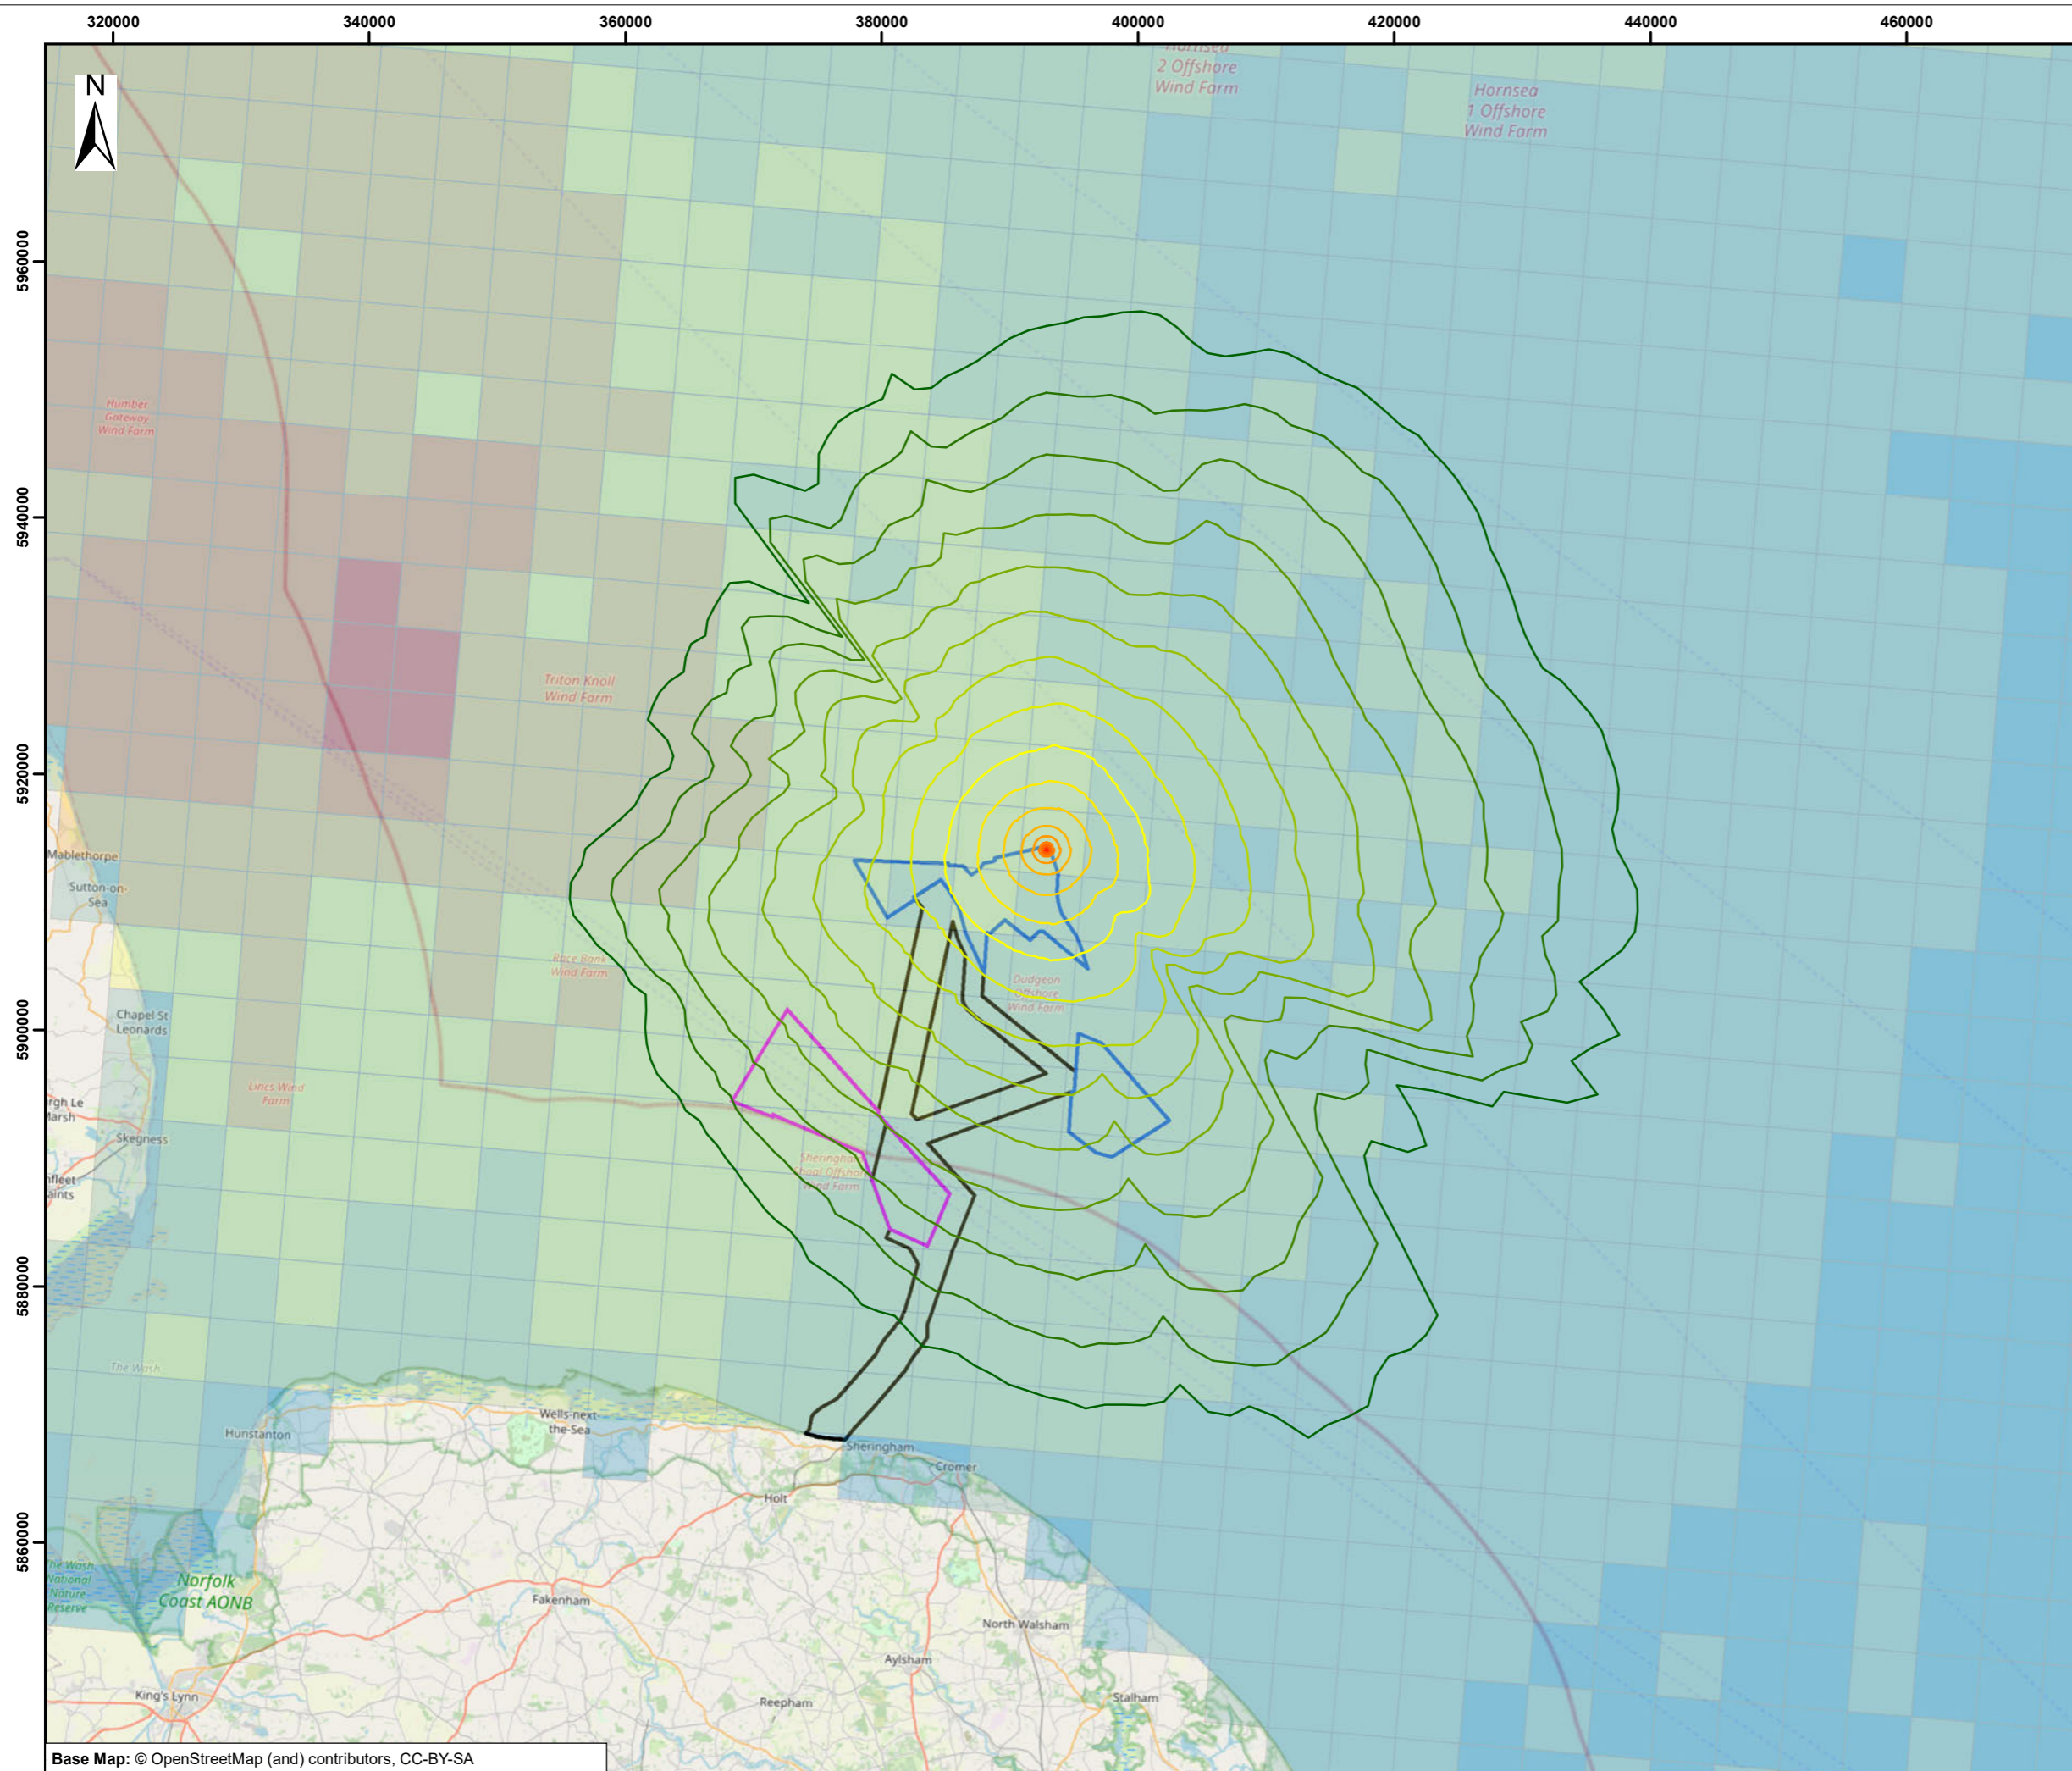 320000 340000 360000 380000 400000 420000 440000 460000
N
Hornsea
2 Offshore
Wind Farm
Hornsea
1 Offshore
Wind Farm
5960000
Humber
Gateway
Wind Farm
5940000
Triton Knoll
Wind Farm
5920000
Mablethorpe
Sutton-on-
Sea
Race Bank
Wind Farm
Dudgeon
Offshore
Wind Farm
Chapel St
Leonards
5900000
Lincs Wind
Farm
rgh Le
Marsh
Skegness
Sheringham
Shoal Offshore
Wind Farm
nfleet
aints
5880000
The Wash
Wells-next-
the-Sea
Hunstanton
Sheringham
Cromer
Holt
5860000
The Wash
National
Nature
Reserve
Norfolk
Coast AONB
Fakenham
North Walsham
Aylsham
King's Lynn
Reepham
Stalham
Base Map: © OpenStreetMap (and) contributors, CC-BY-SA